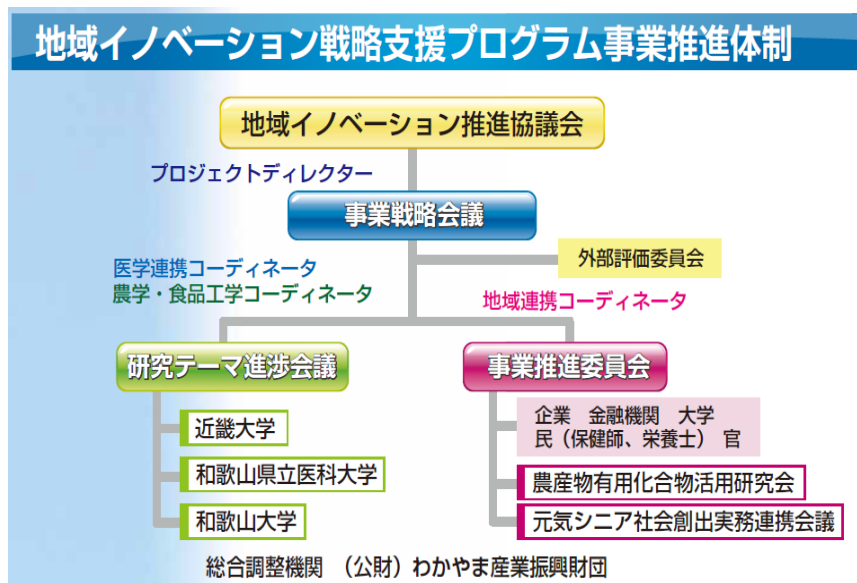 地域イノベーション戦略支援プログラム事業推進体制
地域イノベーション推進協議会
プロジェクトディレクター
事業戦略会議
外部評価委員会
医学連携コーディネータ
農学・食品工学コーディネータ
地域連携コーディネータ
研究テーマ進捗会議
事業推進委員会
近畿大学
和歌山県立医科大学
和歌山大学
企業 金融機関 大学
民（保健師、栄養士） 官
農産物有用化合物活用研究会
元気シニア社会創出実務連携会議
総合調整機関 （公財）わかやま産業振興財団